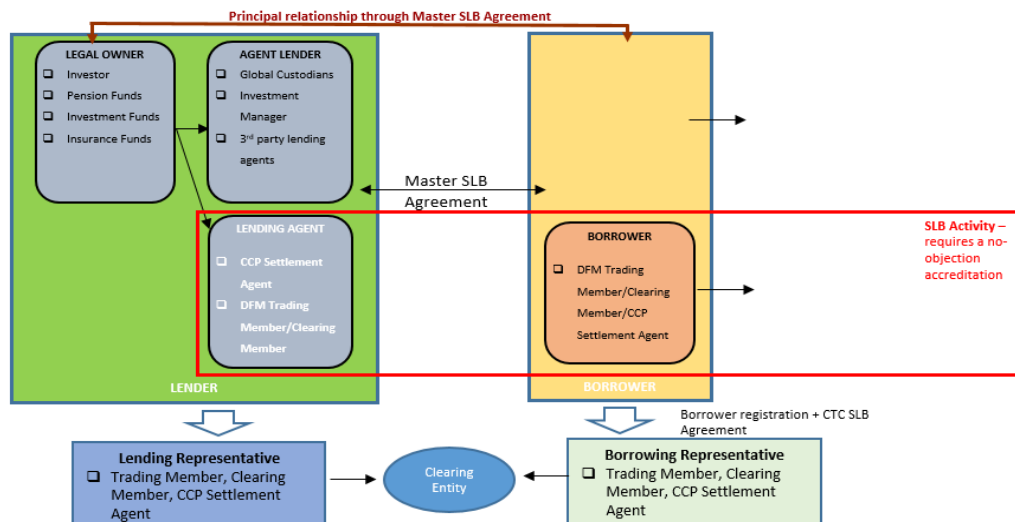 Principal relationship through Master SLB Agreement
LEGAL OWNER
❑ Investor
❑ Pension Funds
❑ Investment Funds
❑ Insurance Funds
AGENT LENDER
❑ Global Custodians
❑ Investment
Manager
❑ 3rd party lending
agents
Master SLB
Agreement
LENDING AGENT
❑ CCP Settlement
Agent
❑ DFM Trading
Member/Clearing
Member
BORROWER
❑ DFM Trading
Member/Clearing
Member/CCP
Settlement Agent
SLB Activity –
requires a no-
objection
accreditation
LENDER
BORROWER
Borrower registration + CTC SLB
Agreement
Lending Representative
❑ Trading Member, Clearing
Member, CCP Settlement
Agent
Clearing
Entity
Borrowing Representative
❑ Trading Member, Clearing
Member, CCP Settlement
Agent